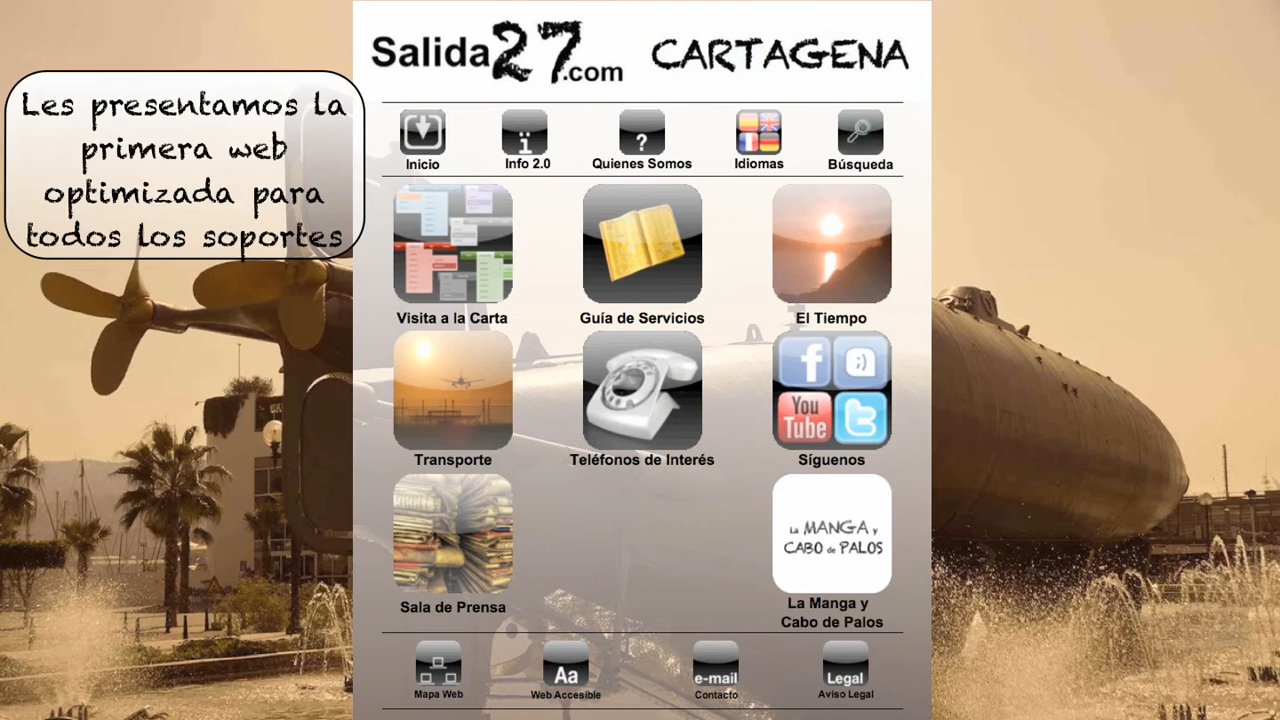 Salida27.com CARTAGENA
Les presentamos la
primera web
optimizada para
todos los soportes
Inicio Info 2.0 Quienes Somos Idiomas Búsqueda
Visita a la Carta Guía de Servicios El Tiempo
You
Tube
Transporte Teléfonos de Interés Síguenos
La MANGA y
CABO de PALOS
Sala de Prensa La Manga y
Cabo de Palos
Aa e-mail Legal
Mapa Web Web Accesible Contacto Aviso Legal